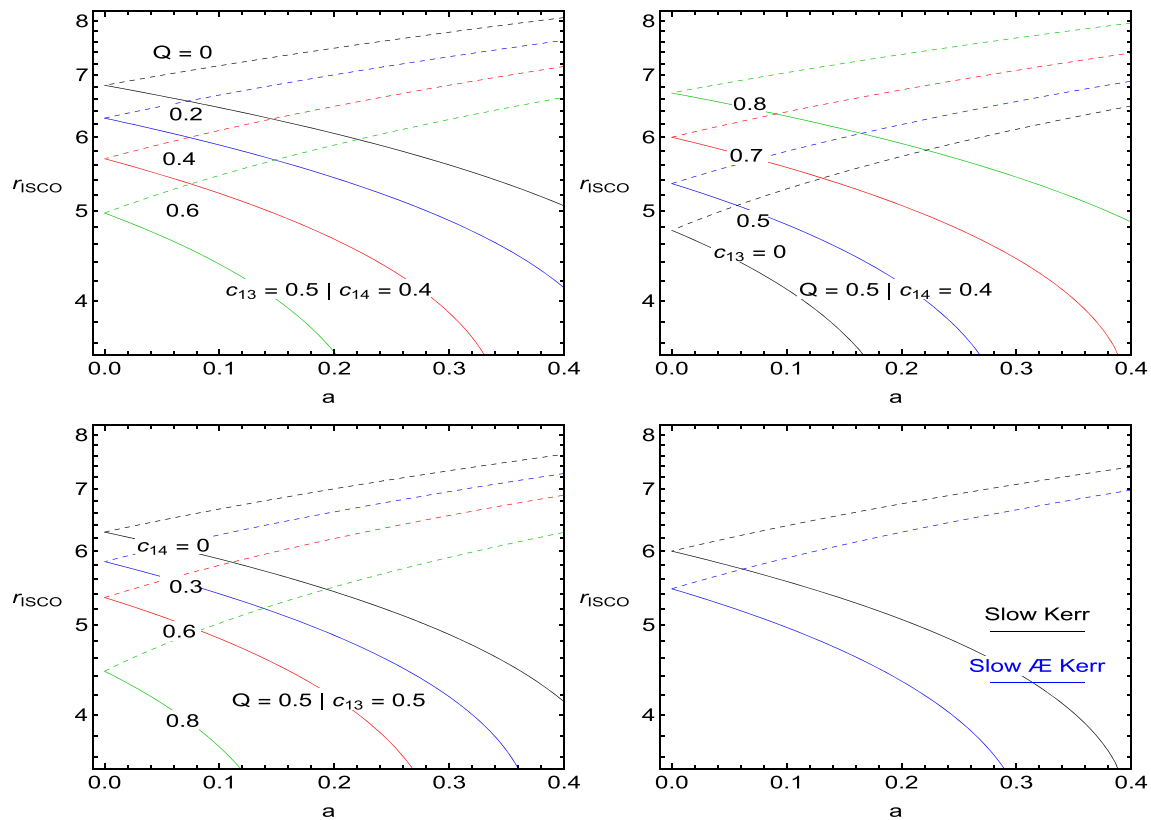 8
7
6
5
4
r_ISCO
Q = 0
0.2
0.4
0.6
c₁₃ = 0.5 | c₁₄ = 0.4
0.0 0.1 0.2 0.3 0.4
a
8
7
6
5
4
r_ISCO
0.8
0.7
0.5
c₁₃ = 0
Q = 0.5 | c₁₄ = 0.4
0.0 0.1 0.2 0.3 0.4
a
8
7
6
5
4
r_ISCO
c₁₄ = 0
0.3
0.6
0.8
Q = 0.5 | c₁₃ = 0.5
0.0 0.1 0.2 0.3 0.4
a
8
7
6
5
4
r_ISCO
Slow Kerr
Slow Æ Kerr
0.0 0.1 0.2 0.3 0.4
a